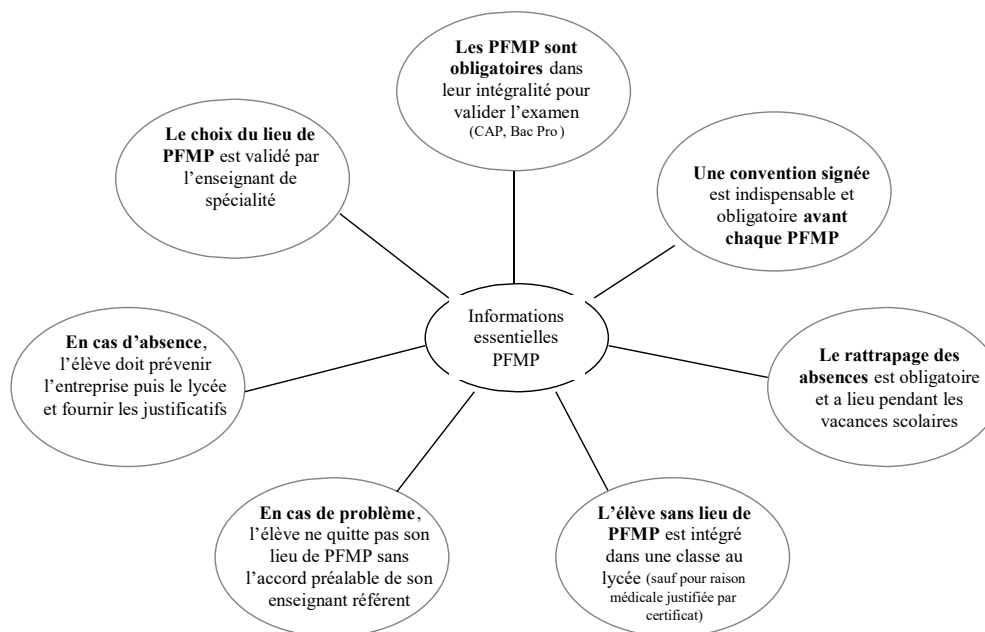 Les PFMP sont
obligatoires dans
leur intégralité pour
valider l’examen
(CAP, Bac Pro )
Le choix du lieu de
PFMP est validé par
l’enseignant de
spécialité
Une convention signée
est indispensable et
obligatoire avant
chaque PFMP
Informations
essentielles
PFMP
En cas d’absence,
l’élève doit prévenir
l’entreprise puis le lycée
et fournir les justificatifs
Le rattrapage des
absences est obligatoire
et a lieu pendant les
vacances scolaires
En cas de problème,
l’élève ne quitte pas son
lieu de PFMP sans
l’accord préalable de son
enseignant référent
L’élève sans lieu de
PFMP est intégré
dans une classe au
lycée (sauf pour raison
médicale justifiée par
certificat)